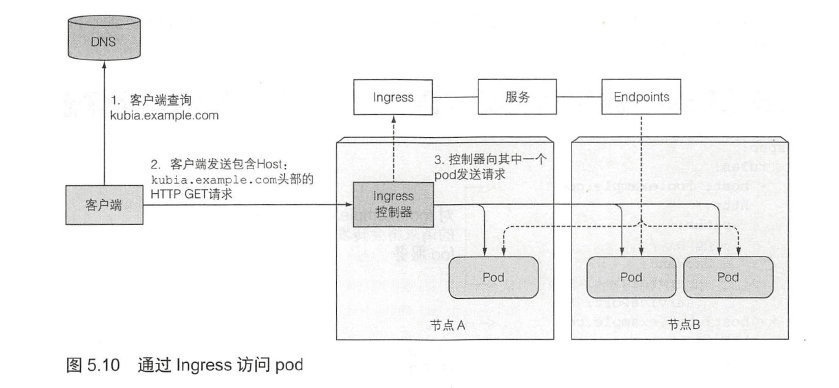 DNS
1. 客户端查询
kubia.example.com
Ingress
服务
Endpoints
2. 客户端发送包含Host：
kubia.example.com头部的
HTTP GET请求
3. 控制器向其中一个
pod发送请求
客户端
Ingress
控制器
Pod
Pod
Pod
节点A
节点B
图 5.10 通过 Ingress 访问 pod